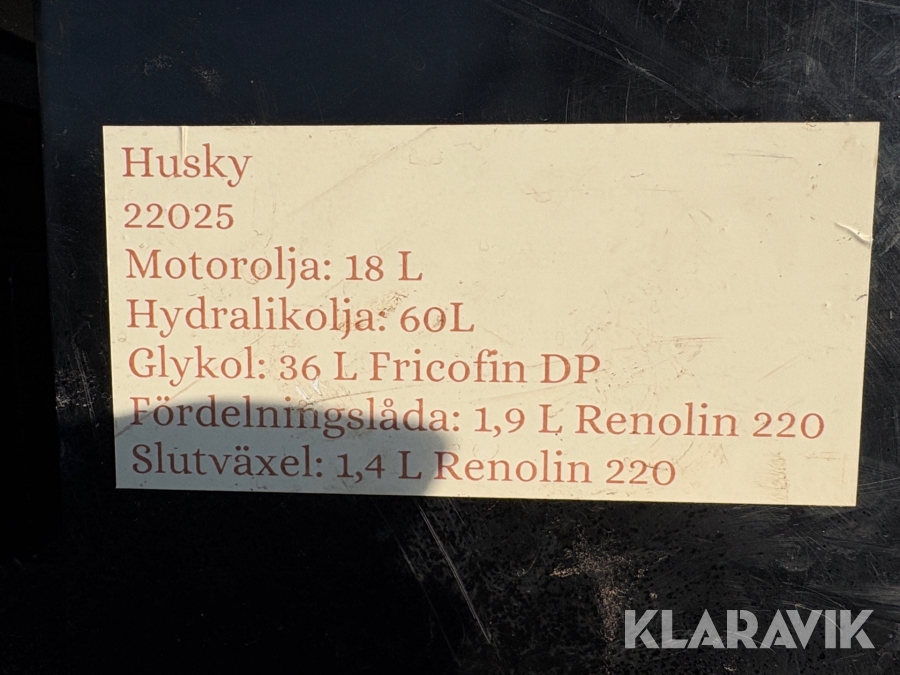 Husky
22025
Motorolja: 18 L
Hydralikolja: 60L
Glykol: 36 L Fricofin DP
Fördelningslåda: 1,9 L Renolin 220
Slutväxel: 1,4 L Renolin 220
KLARAVIK